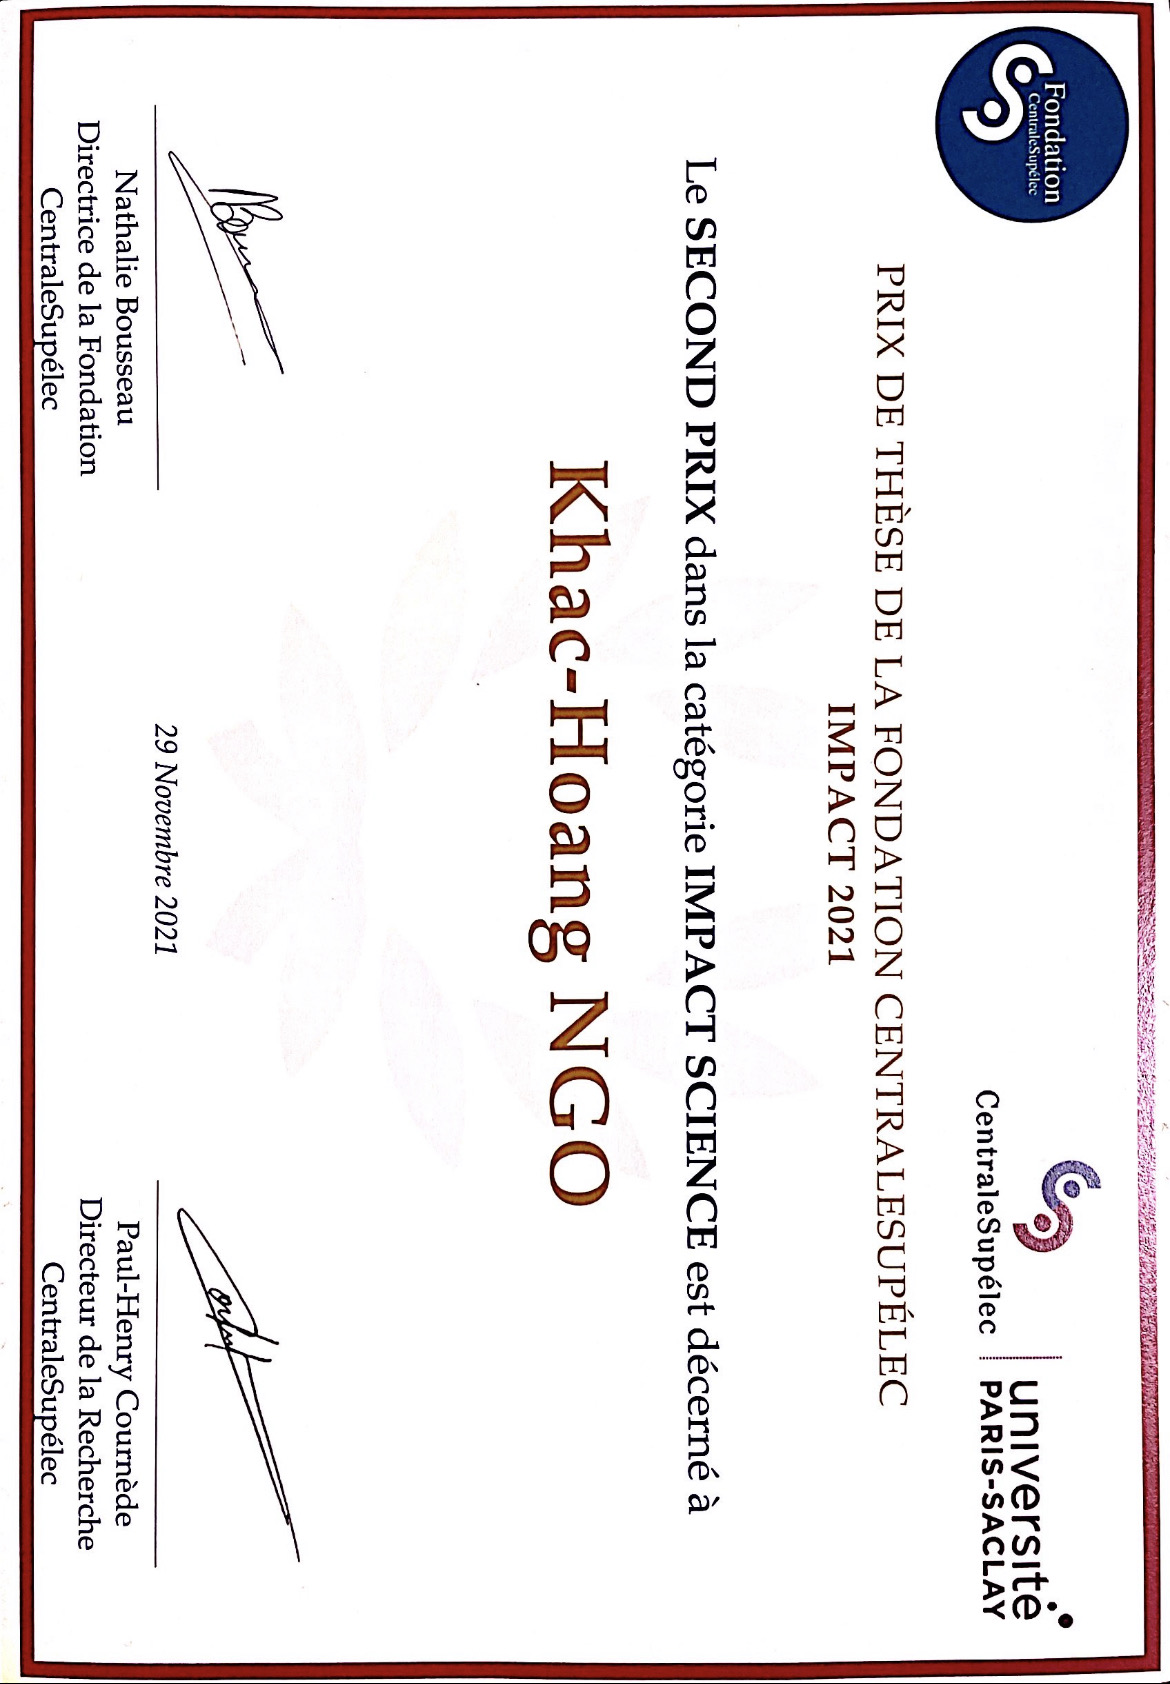 Fondation
CentraleSupélec
CentraleSupélec
université
PARIS-SACLAY
PRIX DE THÈSE DE LA FONDATION CENTRALESUPÉLEC
IMPACT 2021
Le SECOND PRIX dans la catégorie IMPACT SCIENCE est décerné à
Khac-Hoang NGO
29 Novembre 2021
Nathalie Bousseau
Directrice de la Fondation
CentraleSupélec
Paul-Henry Cournède
Directeur de la Recherche
CentraleSupélec